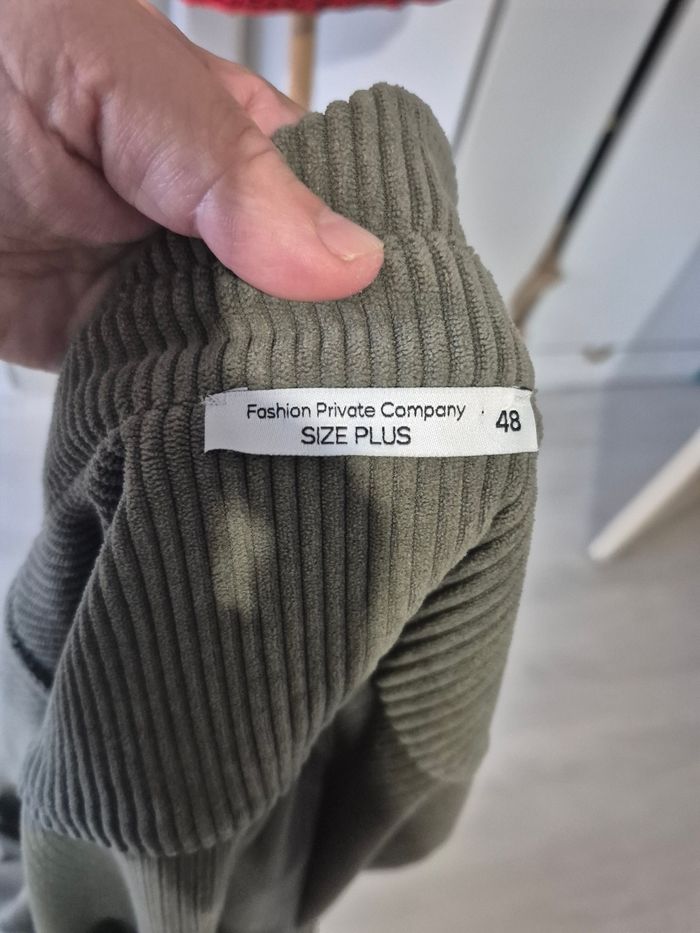 Fashion Private Company
SIZE PLUS
48